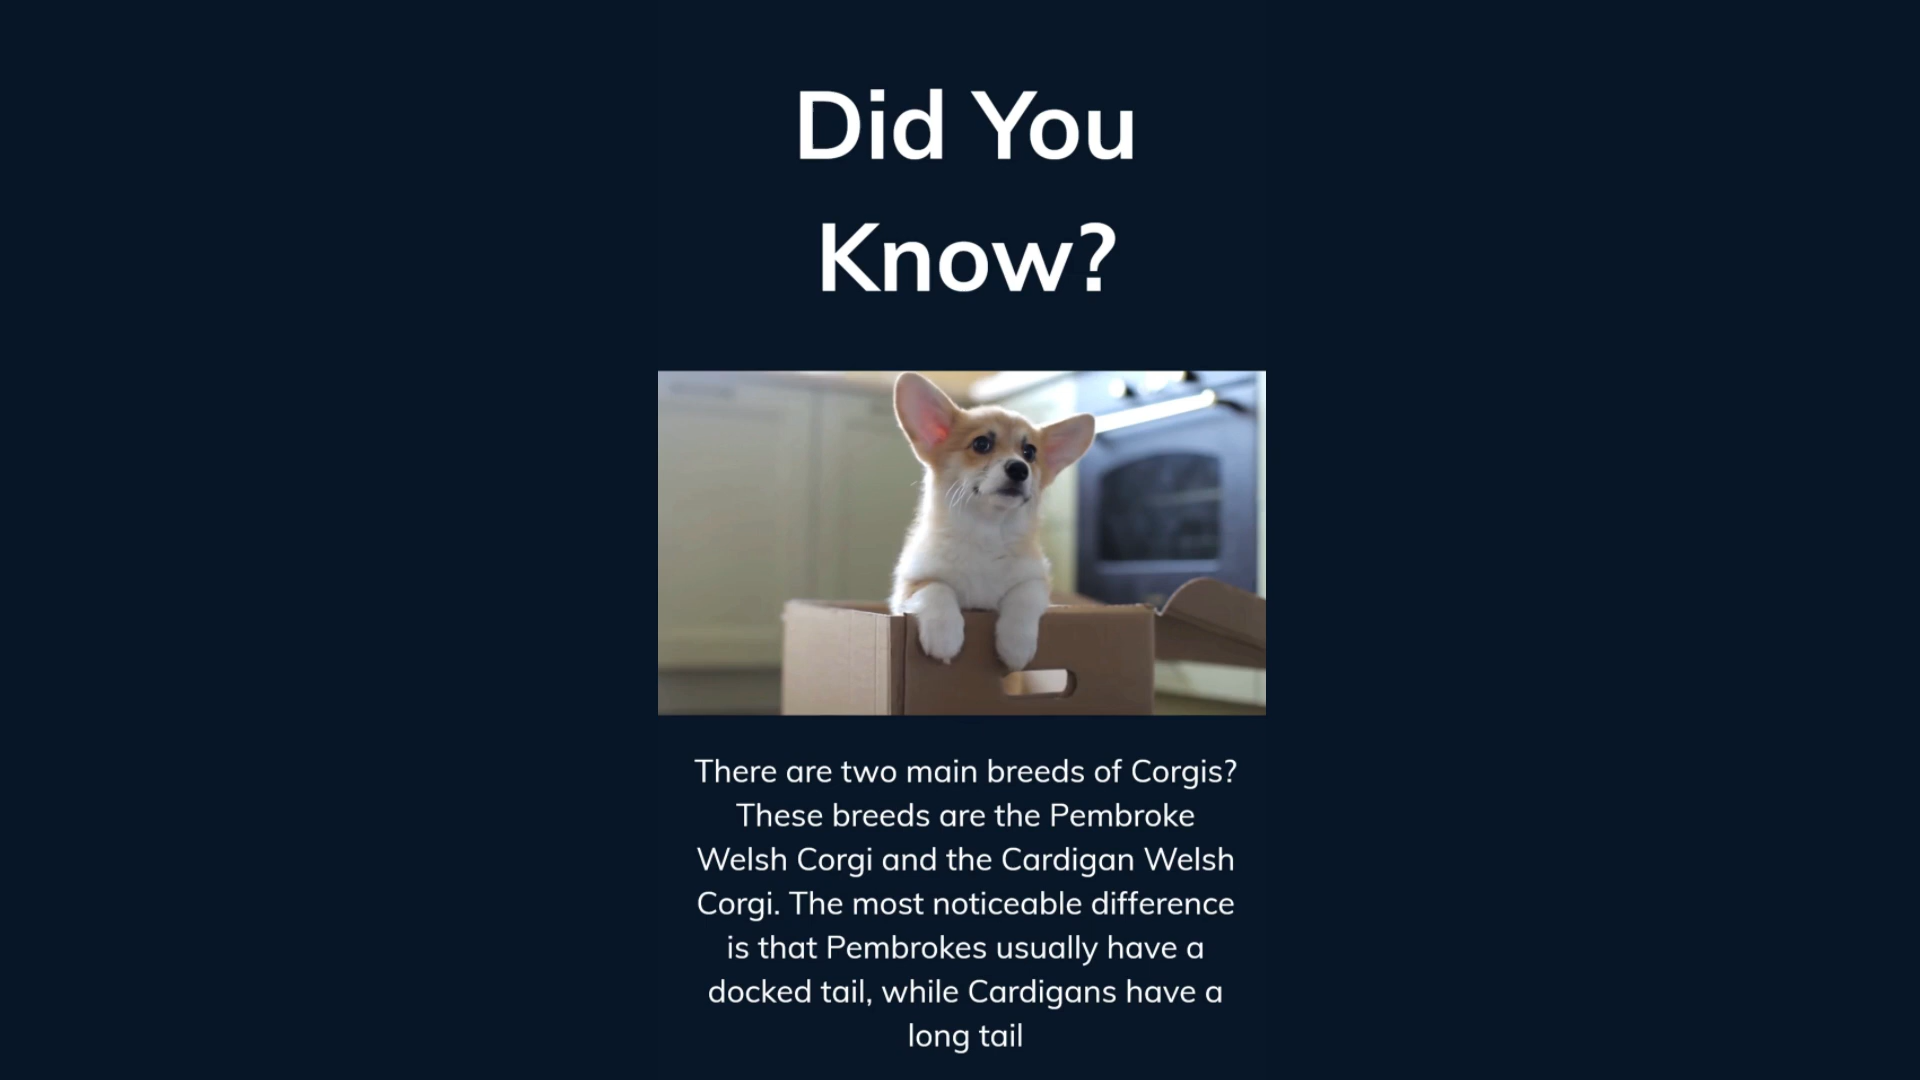 Did You
Know?
There are two main breeds of Corgis?
These breeds are the Pembroke
Welsh Corgi and the Cardigan Welsh
Corgi. The most noticeable difference
is that Pembrokes usually have a
docked tail, while Cardigans have a
long tail